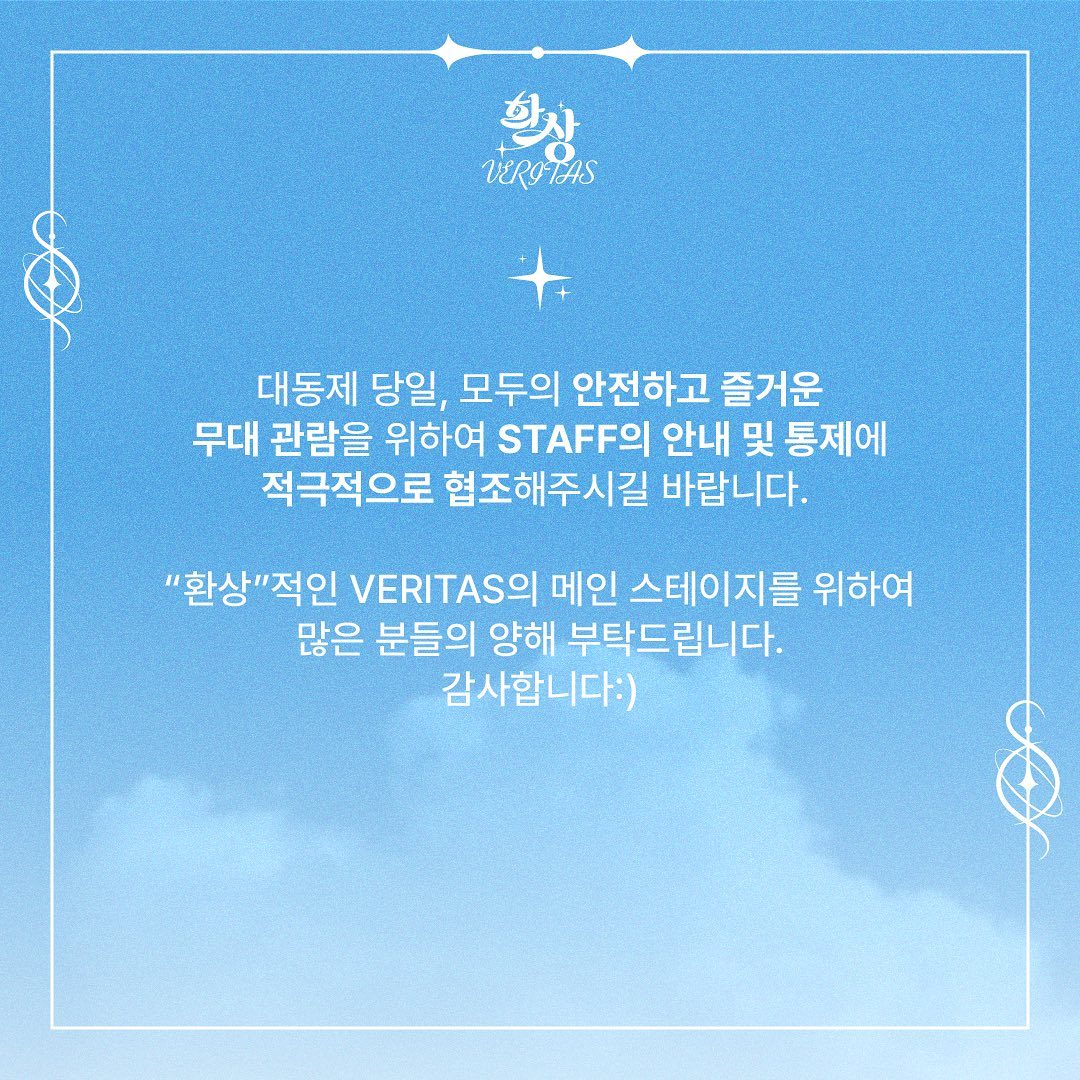 환상
VERITAS
대동제 당일, 모두의 안전하고 즐거운
무대 관람을 위하여 STAFF의 안내 및 통제에
적극적으로 협조해주시길 바랍니다.
“환상”적인 VERITAS의 메인 스테이지를 위하여
많은 분들의 양해 부탁드립니다.
감사합니다:)